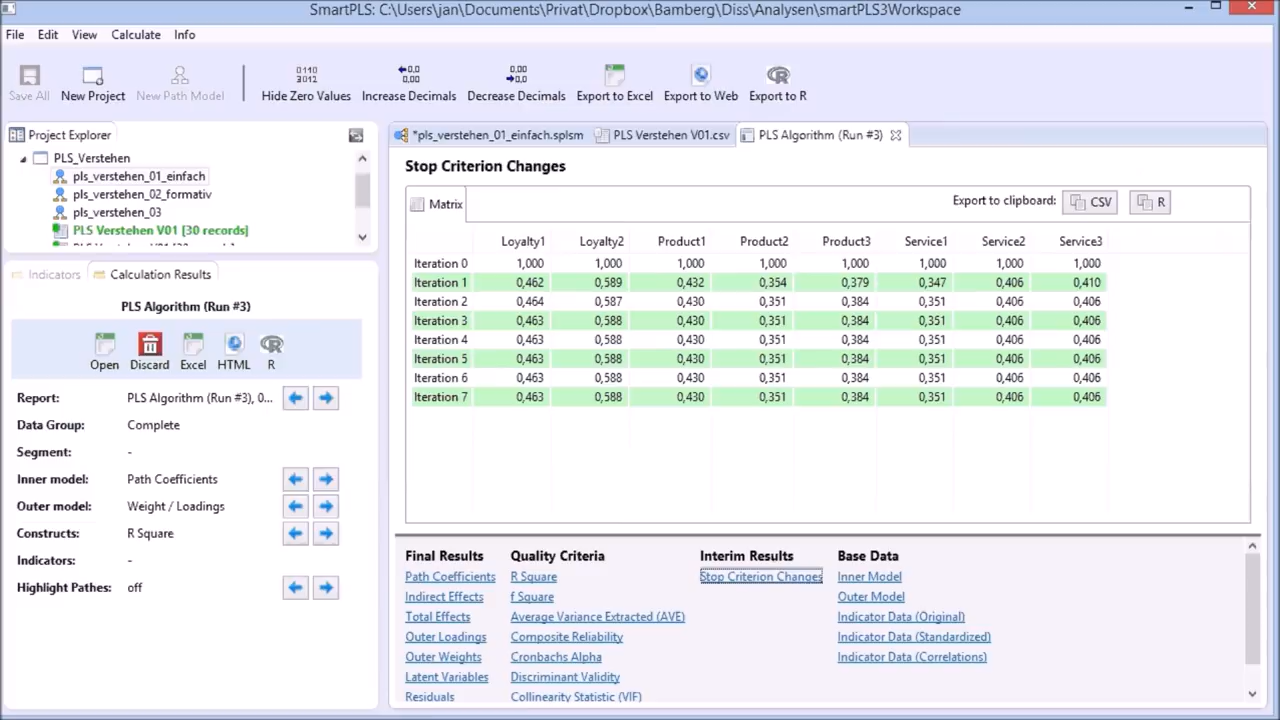 SmartPLS: C:\Users\jan\Documents\Privat\Dropbox\Bamberg\Diss\Analysen\smartPLS3Workspace
File Edit View Calculate Info
Save All New Project New Path Model Hide Zero Values Increase Decimals Decrease Decimals Export to Excel Export to Web Export to R
Project Explorer
PLS_Verstehen
pls_verstehen_01_einfach
pls_verstehen_02_formativ
pls_verstehen_03
PLS Verstehen V01 [30 records]
Indicators Calculation Results
PLS Algorithm (Run #3)
Open Discard Excel HTML R
Report: PLS Algorithm (Run #3), 0...
Data Group: Complete
Segment: -
Inner model: Path Coefficients
Outer model: Weight / Loadings
Constructs: R Square
Indicators: -
Highlight Pathes: off
*pls_verstehen_01_einfach.splsm PLS Verstehen V01.csv PLS Algorithm (Run #3)
Stop Criterion Changes
Matrix Export to clipboard: CSV R
Loyalty1 Loyalty2 Product1 Product2 Product3 Service1 Service2 Service3
Iteration 0 1,000 1,000 1,000 1,000 1,000 1,000 1,000 1,000
Iteration 1 0,462 0,589 0,432 0,354 0,379 0,347 0,406 0,410
Iteration 2 0,464 0,587 0,430 0,351 0,384 0,351 0,406 0,406
Iteration 3 0,463 0,588 0,430 0,351 0,384 0,351 0,406 0,406
Iteration 4 0,463 0,588 0,430 0,351 0,384 0,351 0,406 0,406
Iteration 5 0,463 0,588 0,430 0,351 0,384 0,351 0,406 0,406
Iteration 6 0,463 0,588 0,430 0,351 0,384 0,351 0,406 0,406
Iteration 7 0,463 0,588 0,430 0,351 0,384 0,351 0,406 0,406
Final Results Quality Criteria Interim Results Base Data
Path Coefficients R Square Stop Criterion Changes Inner Model
Indirect Effects f Square Outer Model
Total Effects Average Variance Extracted (AVE) Indicator Data (Original)
Outer Loadings Composite Reliability Indicator Data (Standardized)
Outer Weights Cronbachs Alpha Indicator Data (Correlations)
Latent Variables Discriminant Validity
Residuals Collinearity Statistic (VIF)